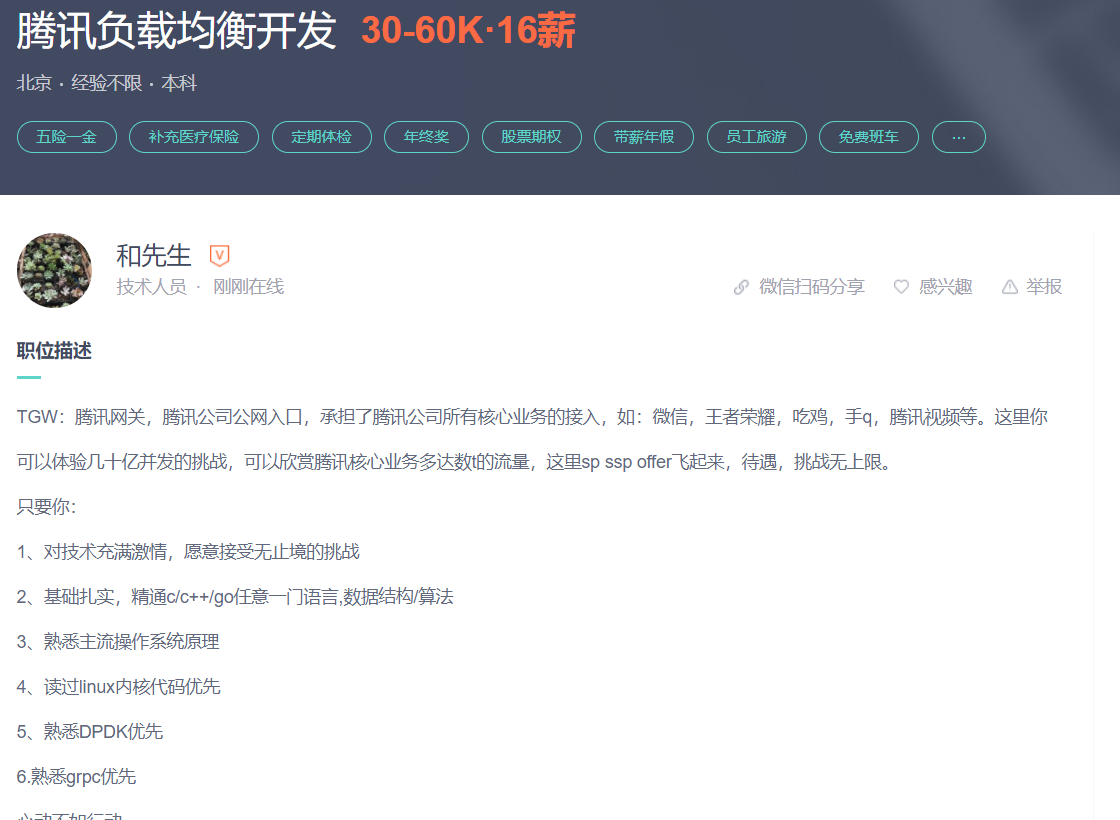 腾讯负载均衡开发 30-60K·16薪
北京 · 经验不限 · 本科
五险一金 补充医疗保险 定期体检 年终奖 股票期权 带薪年假 员工旅游 免费班车 ...
和先生 V
技术人员 · 刚刚在线 微信扫码分享 感兴趣 举报
职位描述
TGW：腾讯网关，腾讯公司公网入口，承担了腾讯公司所有核心业务的接入，如：微信，王者荣耀，吃鸡，手q，腾讯视频等。这里你
可以体验几十亿并发的挑战，可以欣赏腾讯核心业务多达数t的流量，这里sp ssp offer飞起来，待遇，挑战无上限。
只要你：
1、对技术充满激情，愿意接受无止境的挑战
2、基础扎实，精通c/c++/go任意一门语言,数据结构/算法
3、熟悉主流操作系统原理
4、读过linux内核代码优先
5、熟悉DPDK优先
6.熟悉grpc优先
心动不如行动